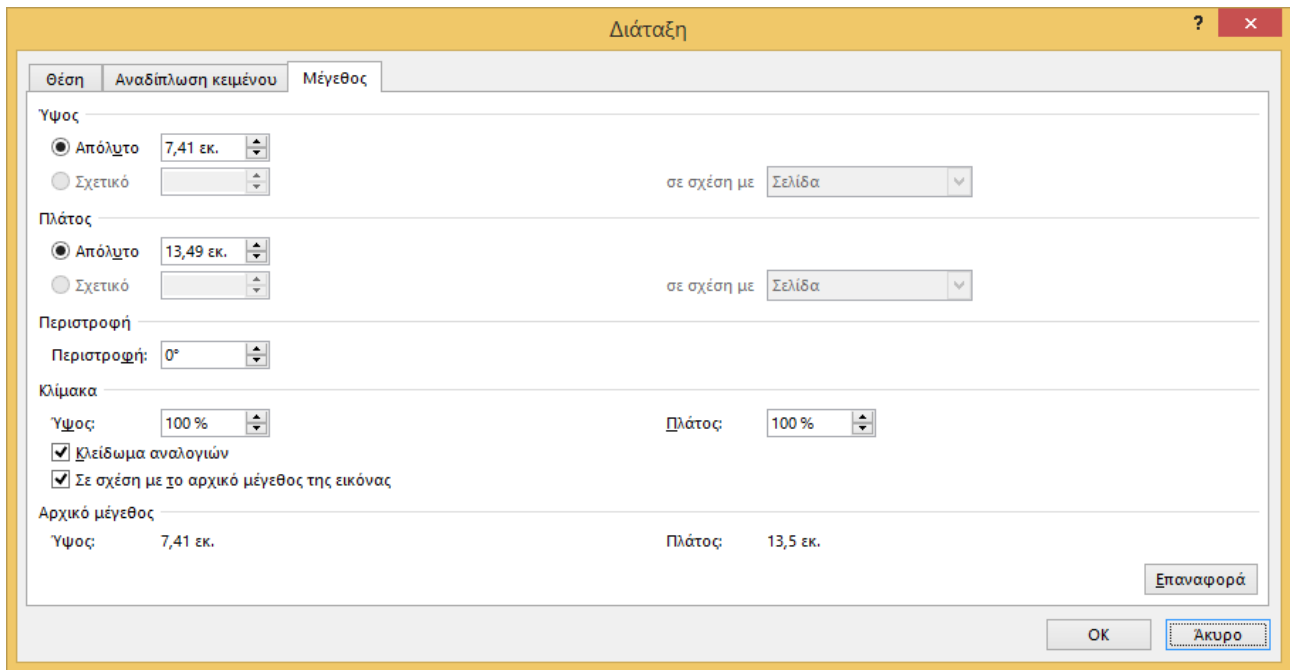 Διάταξη ?
Θέση Αναδίπλωση κειμένου Μέγεθος
Ύψος
Απόλυτο 7,41 εκ.
Σχετικό σε σχέση με Σελίδα
Πλάτος
Απόλυτο 13,49 εκ.
Σχετικό σε σχέση με Σελίδα
Περιστροφή
Περιστροφή: 0°
Κλίμακα
Ύψος: 100 % Πλάτος: 100 %
Κλείδωμα αναλογιών
Σε σχέση με το αρχικό μέγεθος της εικόνας
Αρχικό μέγεθος
Ύψος: 7,41 εκ. Πλάτος: 13,5 εκ.
Επαναφορά
OK Άκυρο